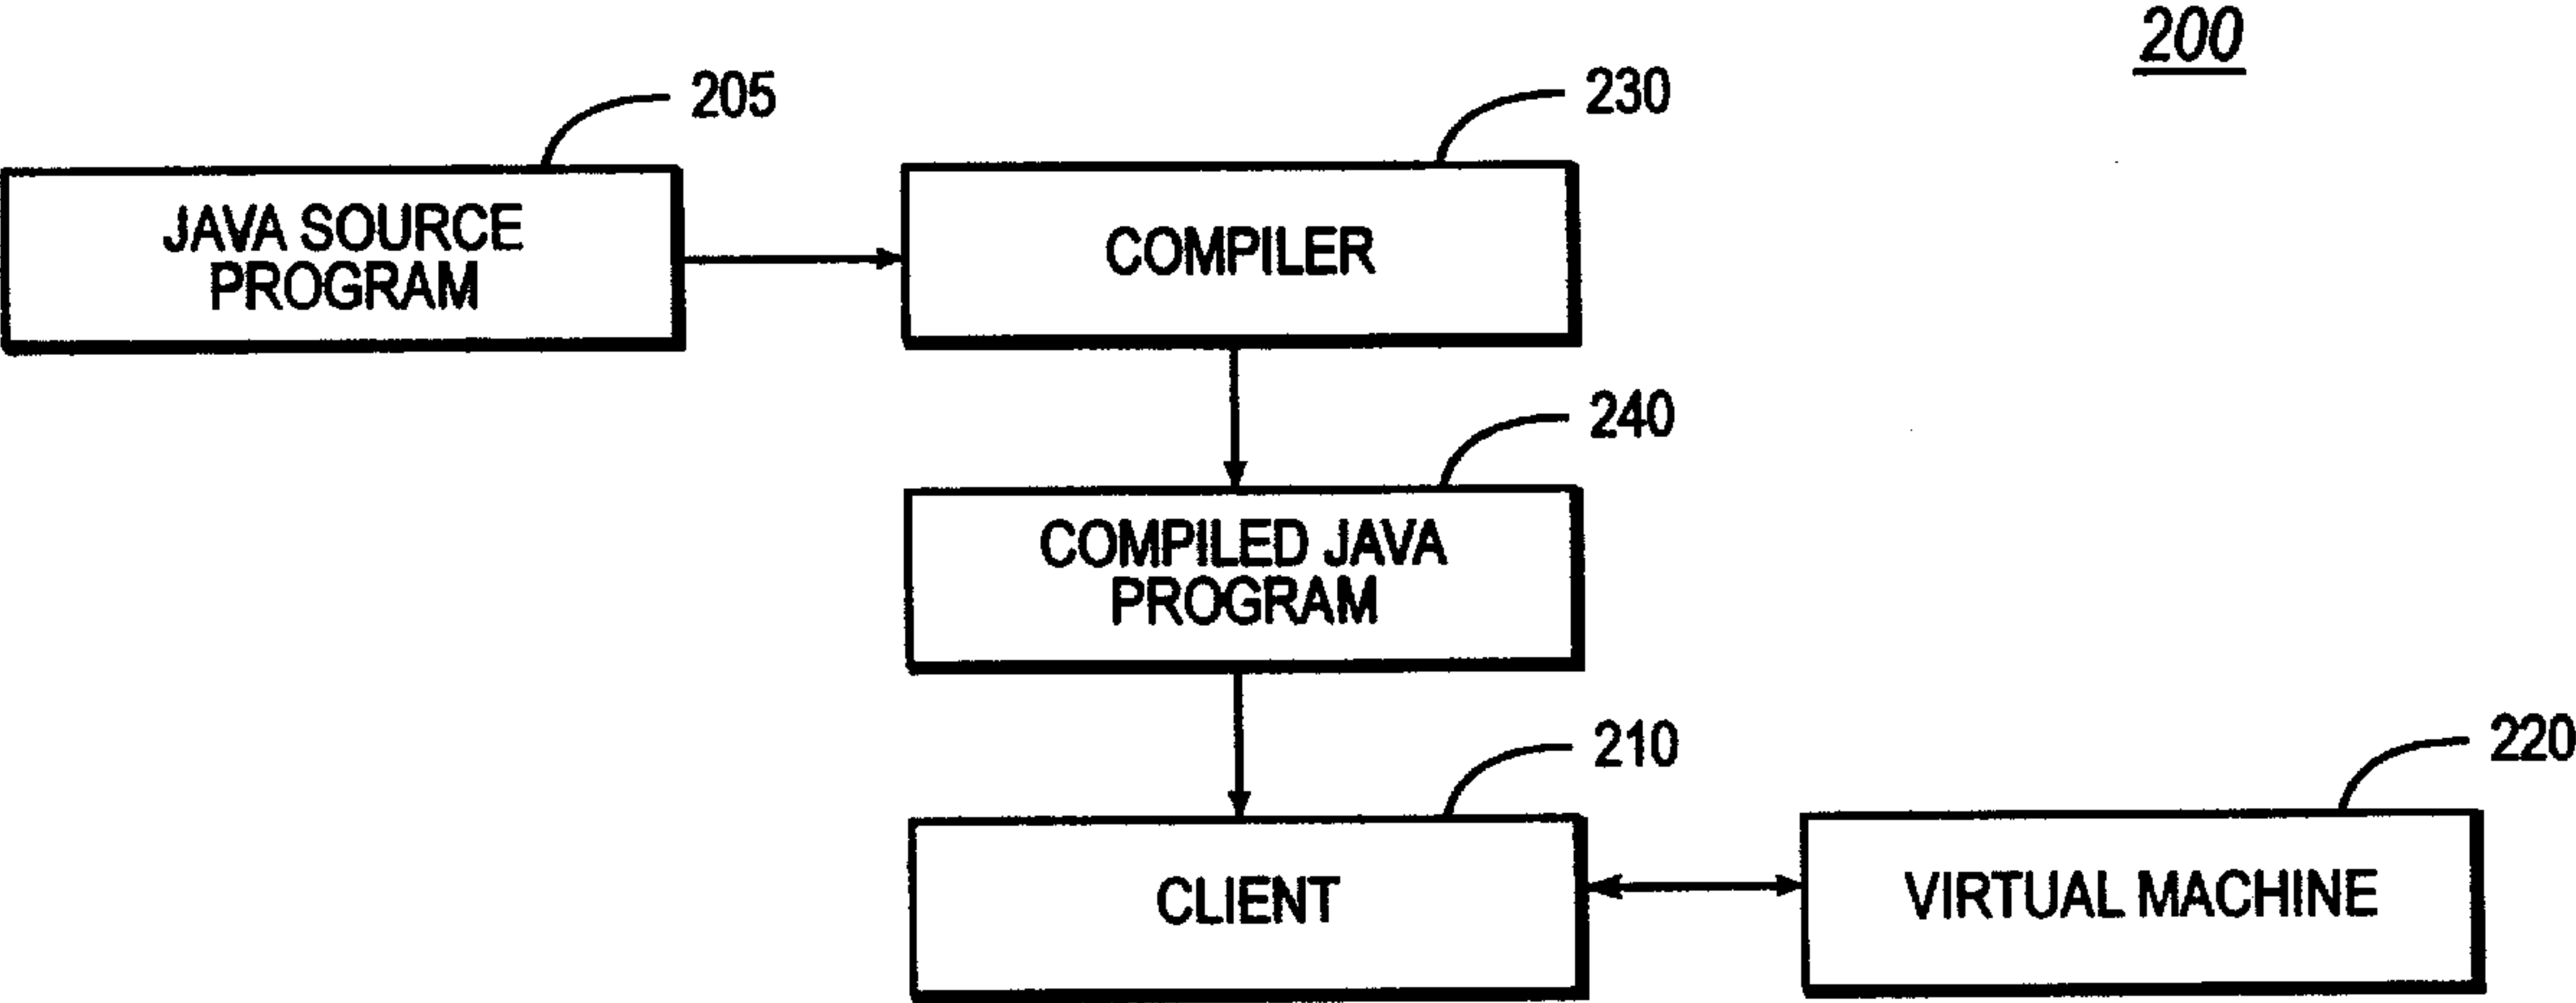 200
205
230
JAVA SOURCE
PROGRAM
COMPILER
240
COMPILED JAVA
PROGRAM
210
220
CLIENT
VIRTUAL MACHINE